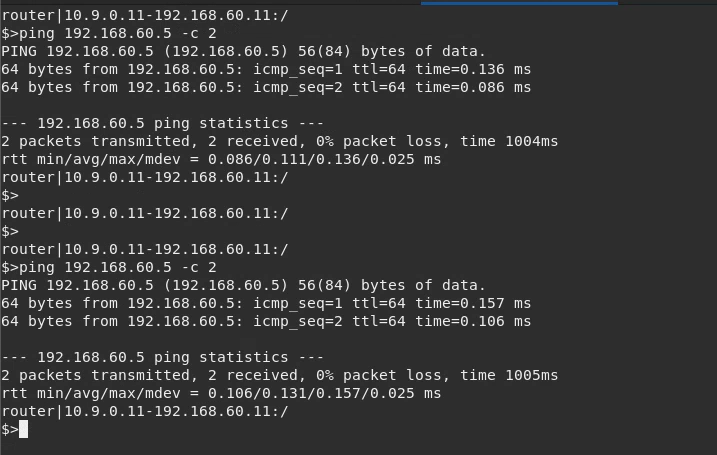 router|10.9.0.11-192.168.60.11:/
$>ping 192.168.60.5 -c 2
PING 192.168.60.5 (192.168.60.5) 56(84) bytes of data.
64 bytes from 192.168.60.5: icmp_seq=1 ttl=64 time=0.136 ms
64 bytes from 192.168.60.5: icmp_seq=2 ttl=64 time=0.086 ms

--- 192.168.60.5 ping statistics ---
2 packets transmitted, 2 received, 0% packet loss, time 1004ms
rtt min/avg/max/mdev = 0.086/0.111/0.136/0.025 ms
router|10.9.0.11-192.168.60.11:/
$>
router|10.9.0.11-192.168.60.11:/
$>
router|10.9.0.11-192.168.60.11:/
$>ping 192.168.60.5 -c 2
PING 192.168.60.5 (192.168.60.5) 56(84) bytes of data.
64 bytes from 192.168.60.5: icmp_seq=1 ttl=64 time=0.157 ms
64 bytes from 192.168.60.5: icmp_seq=2 ttl=64 time=0.106 ms

--- 192.168.60.5 ping statistics ---
2 packets transmitted, 2 received, 0% packet loss, time 1005ms
rtt min/avg/max/mdev = 0.106/0.131/0.157/0.025 ms
router|10.9.0.11-192.168.60.11:/
$>